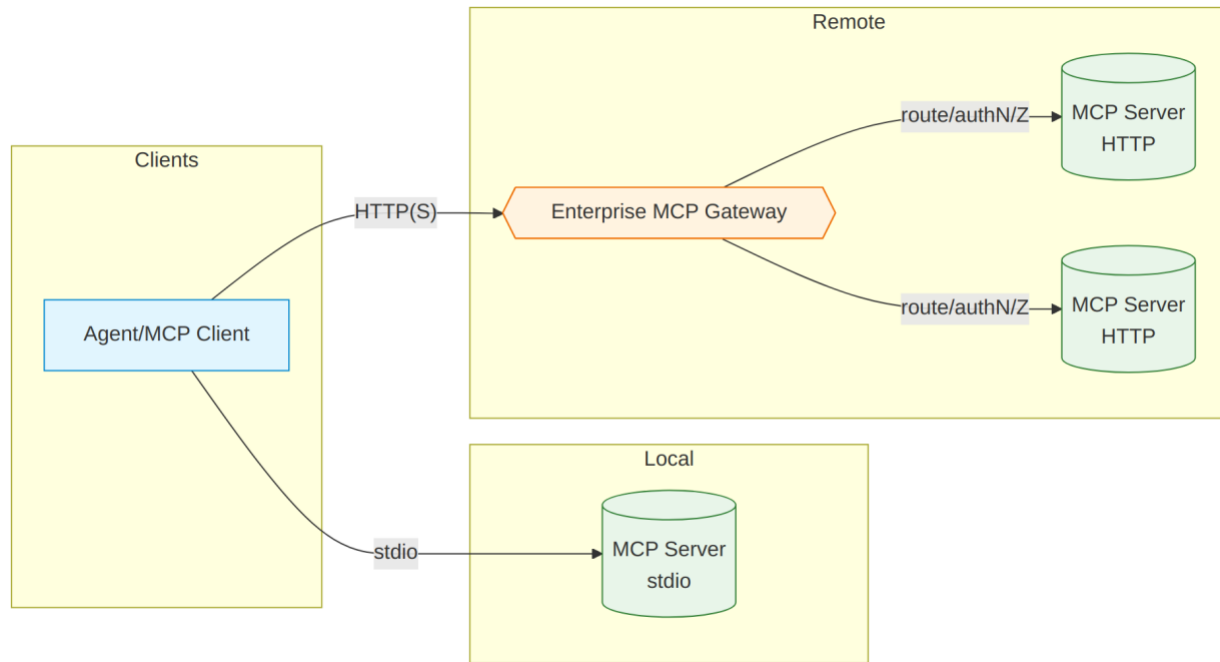 Remote
route/authN/Z
MCP Server
HTTP
Clients
HTTP(S)
Enterprise MCP Gateway
route/authN/Z
MCP Server
HTTP
Agent/MCP Client
Local
stdio
MCP Server
stdio